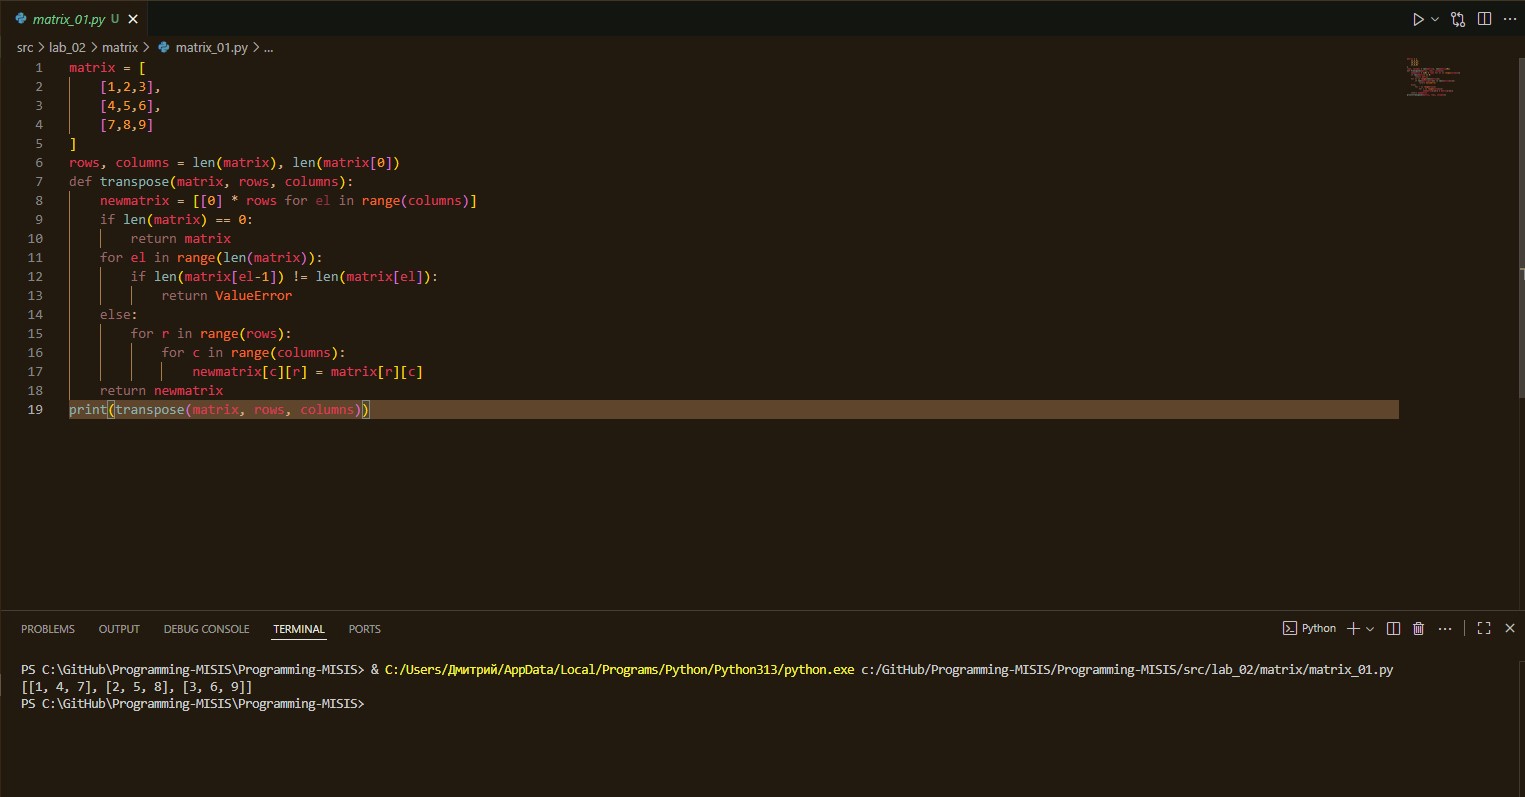 matrix_01.py U
src > lab_02 > matrix > matrix_01.py > ...
1 matrix = [
2     [1,2,3],
3     [4,5,6],
4     [7,8,9]
5 ]
6 rows, columns = len(matrix), len(matrix[0])
7 def transpose(matrix, rows, columns):
8     newmatrix = [[0] * rows for el in range(columns)]
9     if len(matrix) == 0:
10         return matrix
11     for el in range(len(matrix)):
12         if len(matrix[el-1]) != len(matrix[el]):
13             return ValueError
14     else:
15         for r in range(rows):
16             for c in range(columns):
17                 newmatrix[c][r] = matrix[r][c]
18     return newmatrix
19 print(transpose(matrix, rows, columns))
PROBLEMS OUTPUT DEBUG CONSOLE TERMINAL PORTS
Python
PS C:\GitHub\Programming-MISIS\Programming-MISIS> & C:/Users/Дмитрий/AppData/Local/Programs/Python/Python313/python.exe c:/GitHub/Programming-MISIS/Programming-MISIS/src/lab_02/matrix/matrix_01.py
[[1, 4, 7], [2, 5, 8], [3, 6, 9]]
PS C:\GitHub\Programming-MISIS\Programming-MISIS>